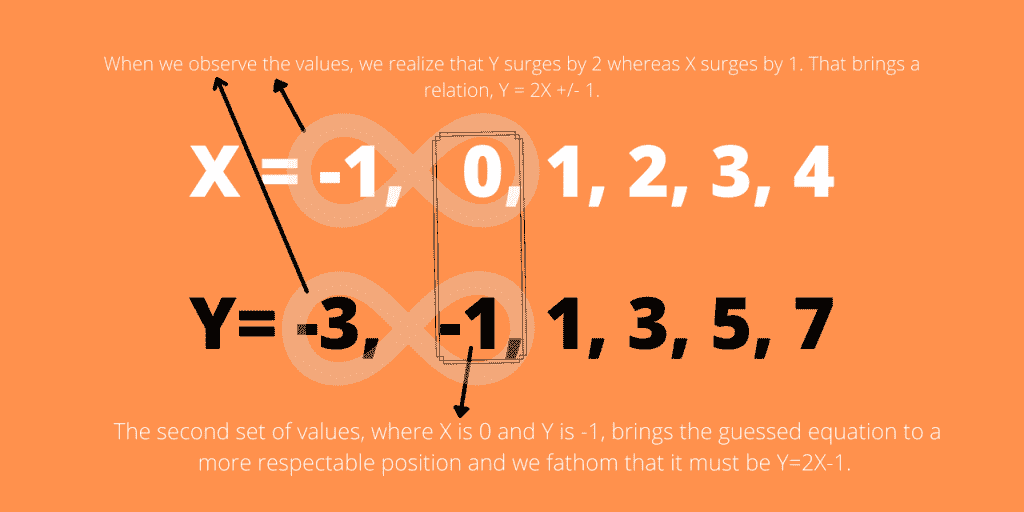 When we observe the values, we realize that Y surges by 2 whereas X surges by 1. That brings a
relation, Y = 2X +/- 1.
X = -1, 0, 1, 2, 3, 4
Y= -3, -1, 1, 3, 5, 7
The second set of values, where X is 0 and Y is -1, brings the guessed equation to a
more respectable position and we fathom that it must be Y=2X-1.